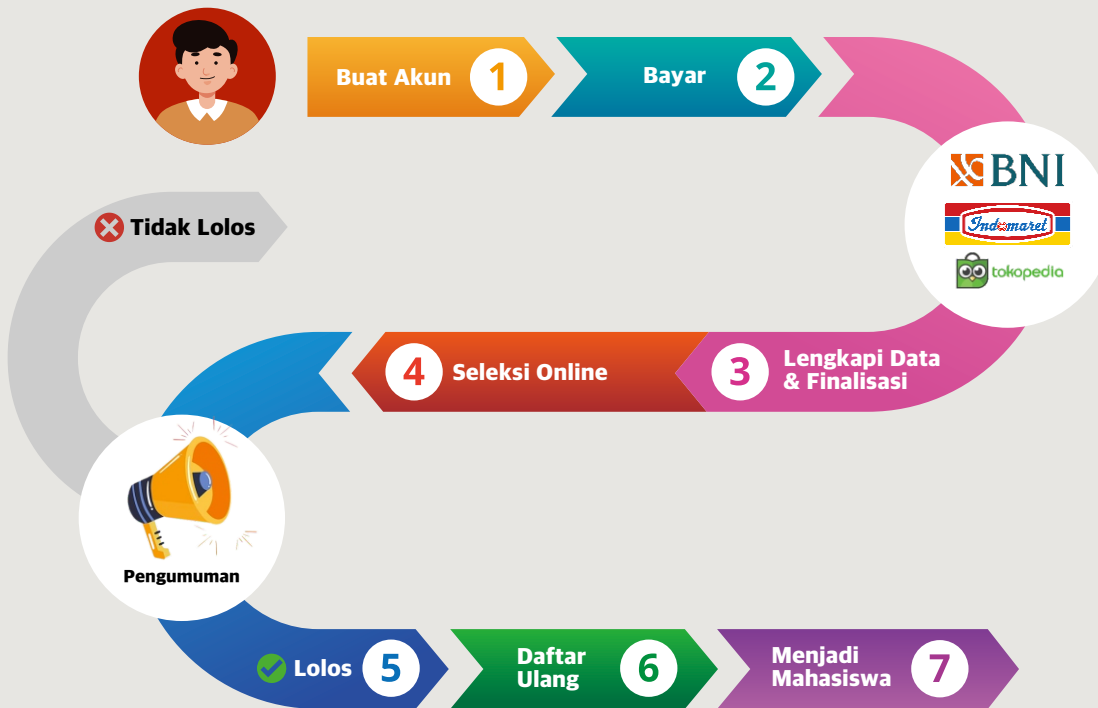 Buat Akun 1
Bayar 2
BNI
Indomaret
tokopedia
3 Lengkapi Data
& Finalisasi
4 Seleksi Online
Pengumuman
Tidak Lolos
Lolos 5
Daftar
Ulang 6
Menjadi
Mahasiswa 7